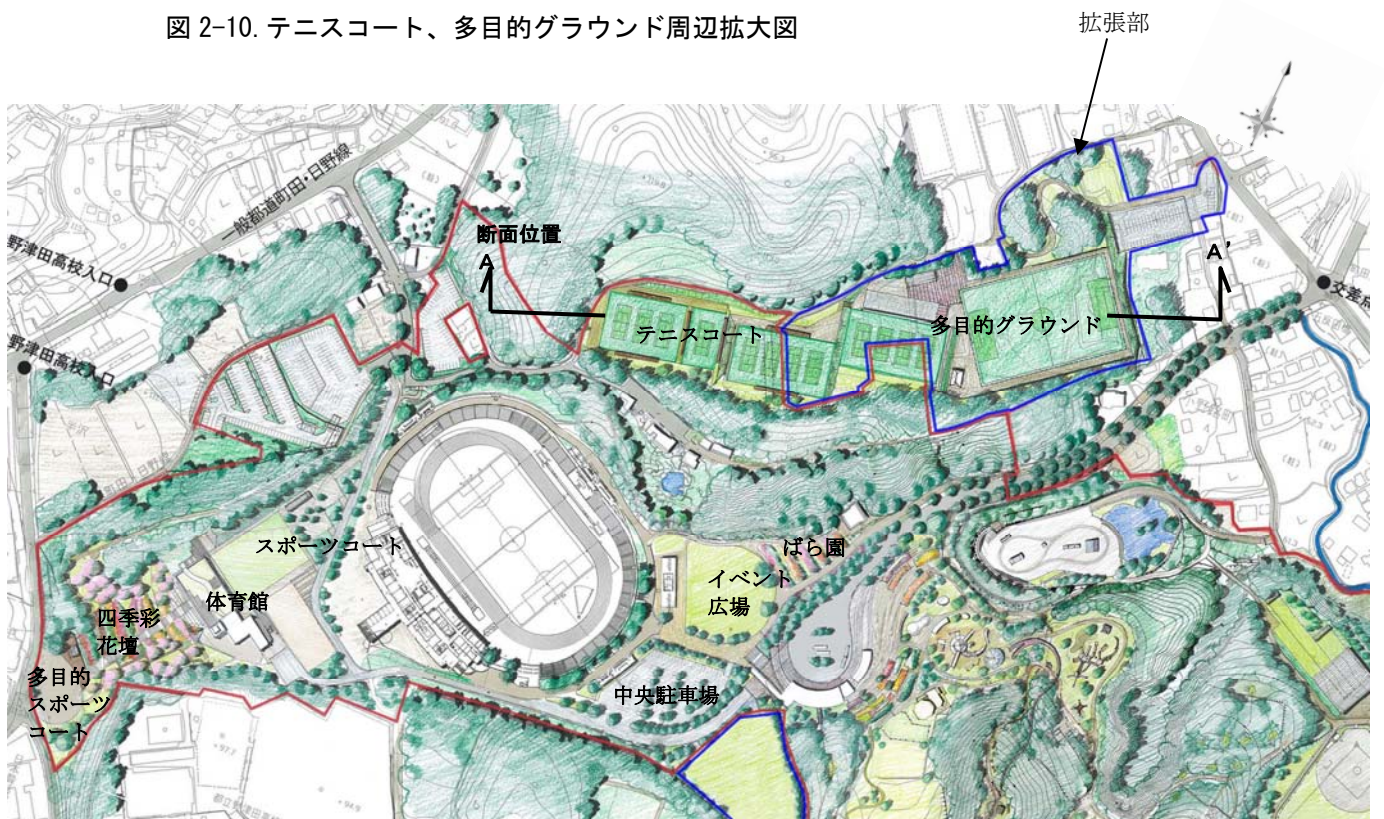 図 2-10. テニスコート、多目的グラウンド周辺拡大図
拡張部
一般都道町田・日野線
野津田高校入口
断面位置
A
A'
交差点
テニスコート
多目的グラウンド
野津田高校入口
スポーツコート
ばら園
イベント
広場
体育館
四季彩
花壇
多目的
スポーツ
コート
中央駐車場
97.7
94.9